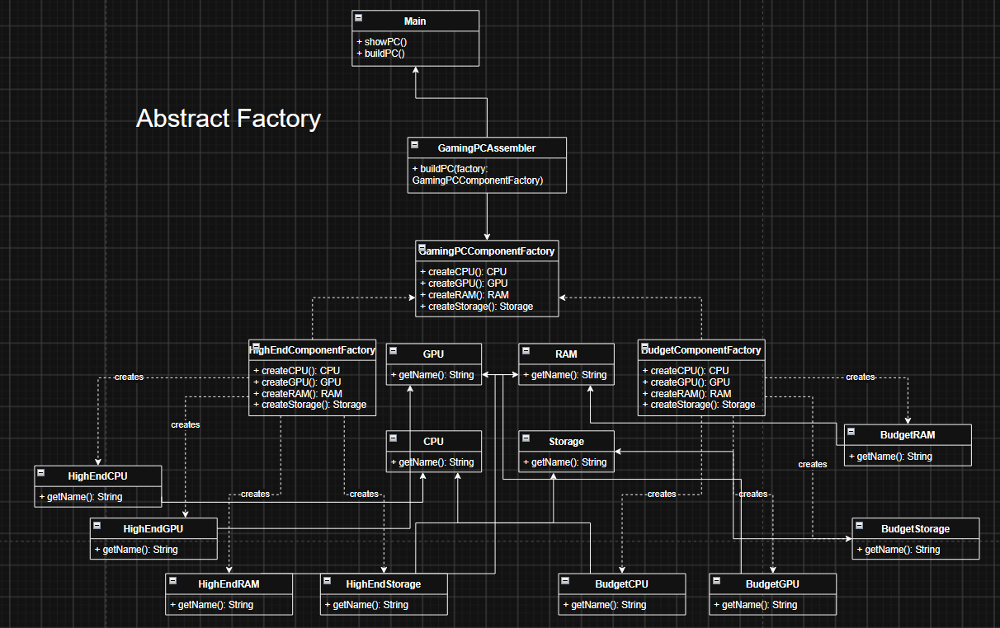 Main
+ showPC()
+ buildPC()
Abstract Factory
GamingPCAssembler
+ buildPC(factory:
GamingPCComponentFactory)
GamingPCComponentFactory
+ createCPU(): CPU
+ createGPU(): GPU
+ createRAM(): RAM
+ createStorage(): Storage
HighEndComponentFactory
+ createCPU(): CPU
+ createGPU(): GPU
+ createRAM(): RAM
+ createStorage(): Storage
GPU
+ getName(): String
RAM
+ getName(): String
BudgetComponentFactory
+ createCPU(): CPU
+ createGPU(): GPU
+ createRAM(): RAM
+ createStorage(): Storage
creates
creates
creates
CPU
+ getName(): String
Storage
+ getName(): String
BudgetRAM
+ getName(): String
creates
HighEndCPU
+ getName(): String
creates
creates
creates
creates
HighEndGPU
+ getName(): String
BudgetStorage
+ getName(): String
HighEndRAM
+ getName(): String
HighEndStorage
+ getName(): String
BudgetCPU
+ getName(): String
BudgetGPU
+ getName(): String